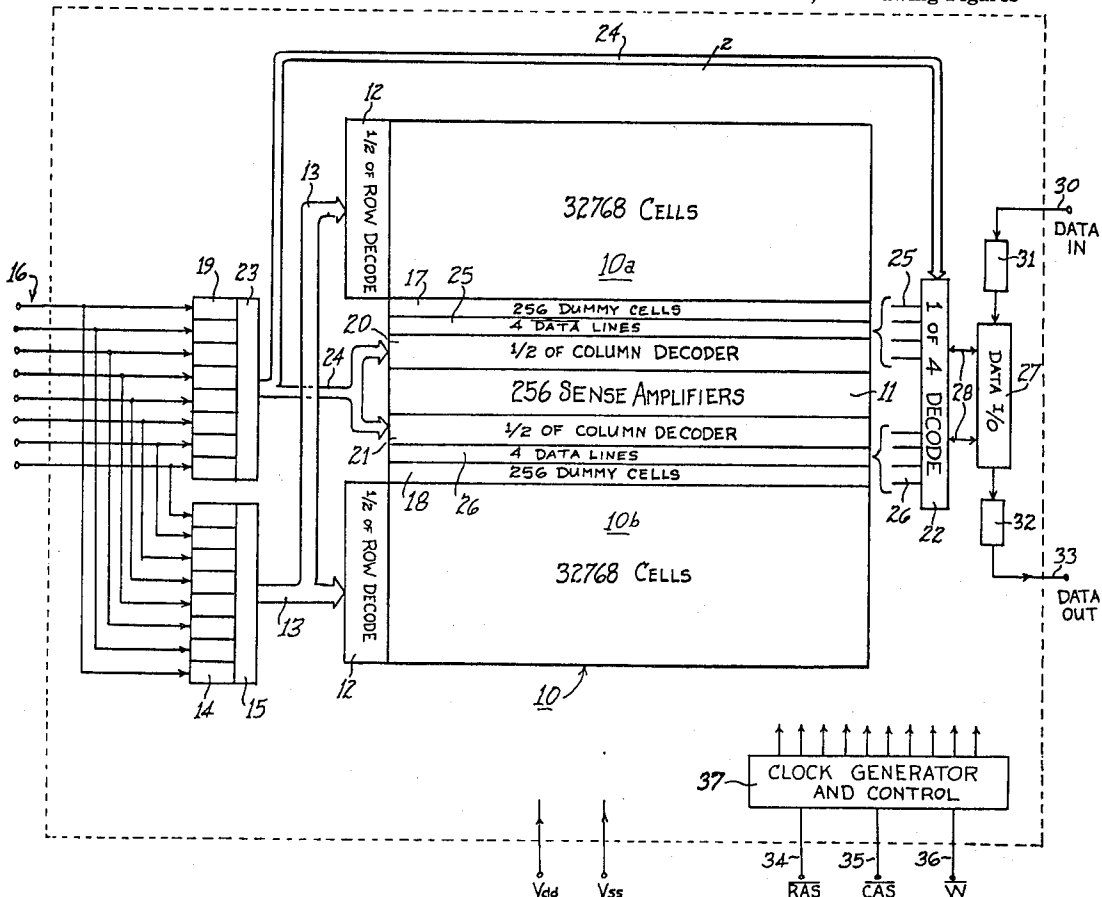 wing Figures
24
2
12
12
1/2 OF ROW DECODE
13
32768 CELLS
10a
30
DATA IN
31
16
19
23
17
25
256 DUMMY CELLS
4 D̅A̅T̅A̅ LINES
20
1/2 OF COLUMN DECODER
24
256 SENSE AMPLIFIERS
11
1/2 OF COLUMN DECODER
21
4 DATA LINES
256 DUMMY CELLS
18
26
25
1 OF 4 DECODE
28
DATA I/O
27
26
22
32
33
DATA OUT
1/2 OF ROW DECODE
10b
32768 CELLS
13
14
15
12
10
37
CLOCK GENERATOR
AND CONTROL
34
35
36
Vdd
Vss
R̅A̅S̅
C̅A̅S̅
W̅